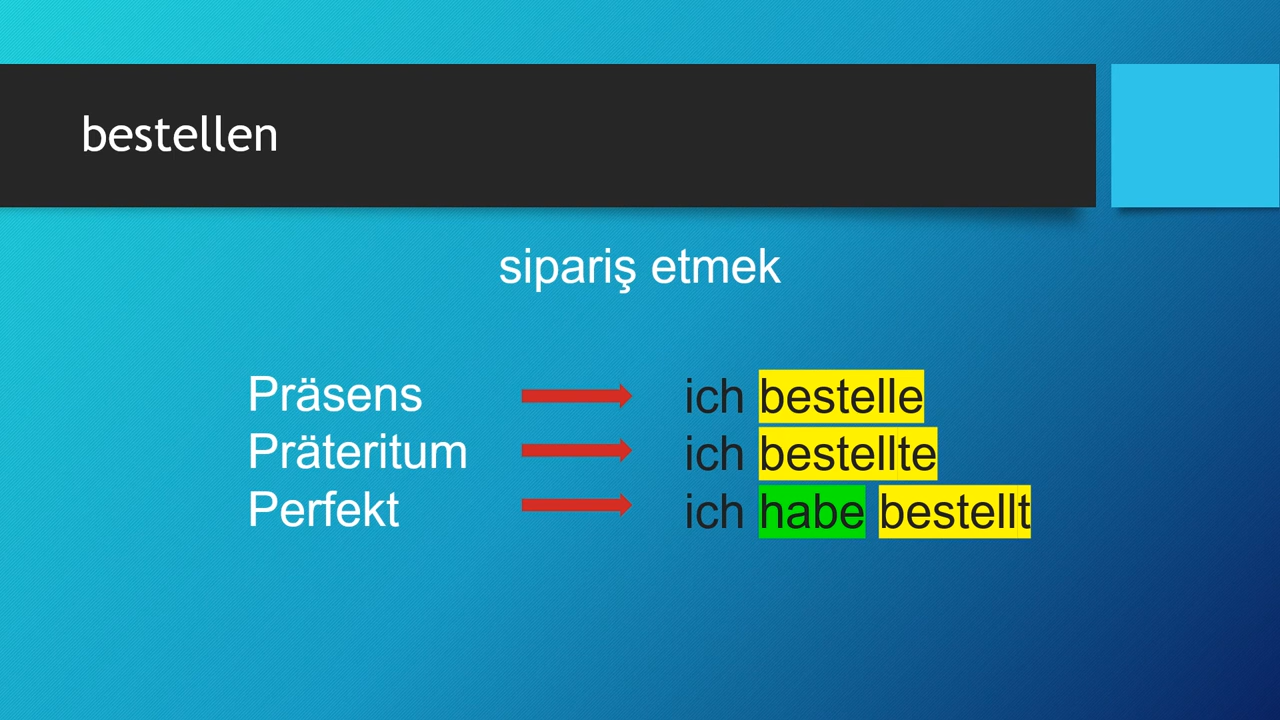 bestellen
sipariş etmek
Präsens ich bestelle
Präteritum ich bestellte
Perfekt ich habe bestellt